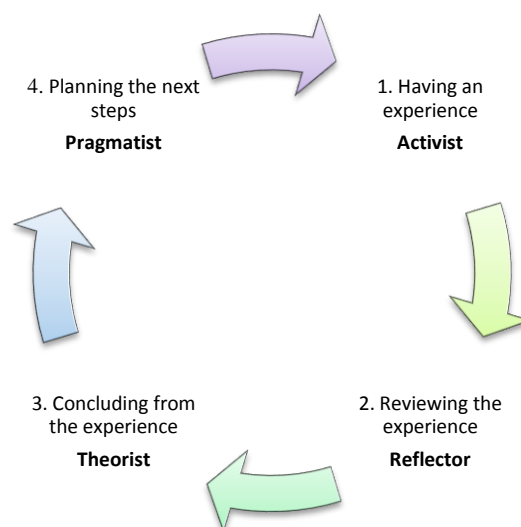 4. Planning the next
steps
Pragmatist
1. Having an
experience
Activist
3. Concluding from
the experience
Theorist
2. Reviewing the
experience
Reflector